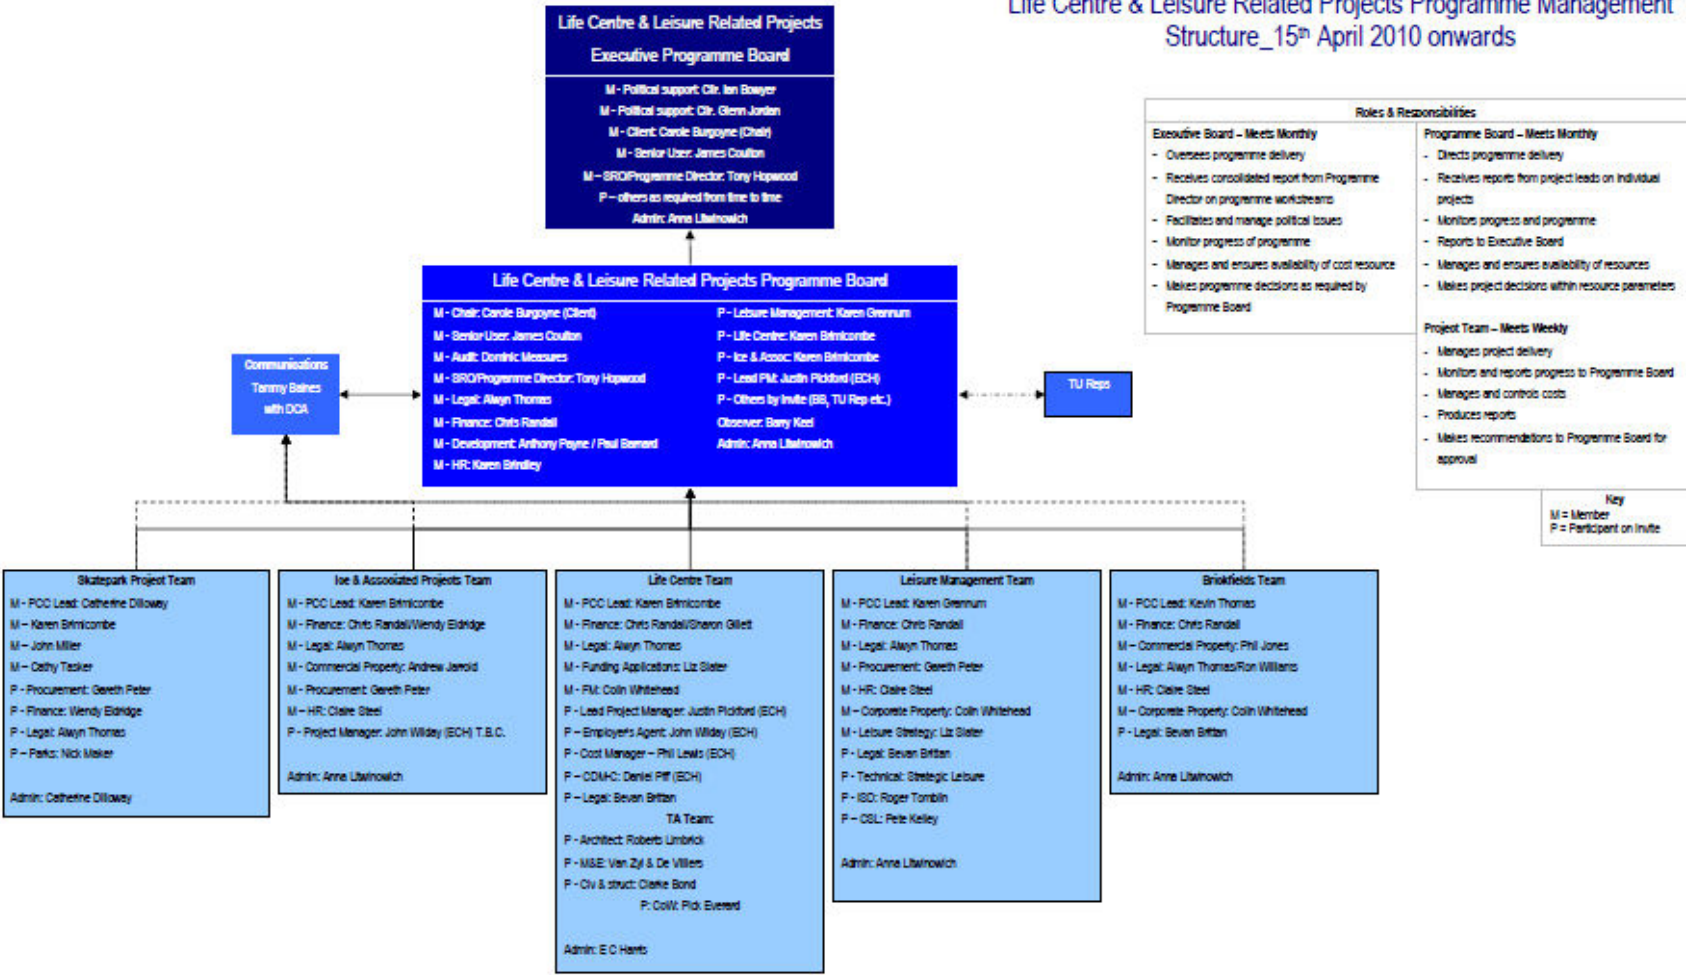 Life Centre & Leisure Related Projects Programme Management
Structure_15th April 2010 onwards
Life Centre & Leisure Related Projects
Executive Programme Board
M - Political support: Cllr. Ian Bowyer
M - Political support: Cllr. Glenn Jordan
M - Client: Carole Burgoyne (Chair)
M - Senior User: James Coulton
M – SRO/Programme Director: Tony Hopwood
P – others as required from time to time
Admin: Anna Litwinowich
Roles & Responsibilities
Executive Board – Meets Monthly
- Oversees programme delivery
- Receives consolidated report from Programme
Director on programme workstreams
- Facilitates and manage political issues
- Monitor progress of programme
- Manages and ensures availability of cost resource
- Makes programme decisions as required by
Programme Board
Programme Board – Meets Monthly
- Directs programme delivery
- Receives reports from project leads on individual
projects
- Monitors progress and programme
- Reports to Executive Board
- Manages and ensures availability of resources
- Makes project decisions within resource parameters
Project Team – Meets Weekly
- Manages project delivery
- Monitors and reports progress to Programme Board
- Manages and controls costs
- Produces reports
- Makes recommendations to Programme Board for
approval
Key
M = Member
P = Participant on Invite
Life Centre & Leisure Related Projects Programme Board
M - Chair: Carole Burgoyne (Client)
M - Senior User: James Coulton
M - Audit: Dominic Measures
M - SRO/Programme Director: Tony Hopwood
M - Legal: Alwyn Thomas
M - Finance: Chris Randall
M - Development: Anthony Payne / Paul Barnard
M - HR: Karen Brindley
P - Leisure Management: Karen Grannum
P - Life Centre: Karen Brimicombe
P - Ice & Assoc: Karen Brimicombe
P - Lead PM: Justin Pickford (ECH)
P - Others by Invite (BB, TU Rep etc.)
Observer: Barry Keel
Admin: Anna Litwinowich
Communications
Tammy Baines
with DCA
TU Reps
Skatepark Project Team
M - PCC Lead: Catherine Dilloway
M – Karen Brimicombe
M – John Miller
M – Cathy Tasker
P - Procurement: Gareth Peter
P - Finance: Wendy Eldridge
P - Legal: Alwyn Thomas
P – Parks: Nick Maker
Admin: Catherine Dilloway
Ice & Associated Projects Team
M - PCC Lead: Karen Brimicombe
M - Finance: Chris Randall/Wendy Eldridge
M - Legal: Alwyn Thomas
M - Commercial Property: Andrew Jarrold
M - Procurement: Gareth Peter
M – HR: Claire Steel
P - Project Manager: John Wilday (ECH) T.B.C.
Admin: Anna Litwinowich
Life Centre Team
M - PCC Lead: Karen Brimicombe
M - Finance: Chris Randall/Sharon Gillett
M - Legal: Alwyn Thomas
M - Funding Applications: Liz Slater
M - FM: Colin Whitehead
P - Lead Project Manager: Justin Pickford (ECH)
P – Employer's Agent: John Wilday (ECH)
P - Cost Manager – Phil Lewis (ECH)
P – CDM-C: Daniel Piff (ECH)
P – Legal: Bevan Brittan
TA Team:
P - Architect: Roberts Limbrick
P - M&E: Van Zyl & De Villiers
P - Civ & struct: Clarke Bond
P: CoW: Pick Everard
Admin: E C Harris
Leisure Management Team
M - PCC Lead: Karen Grannum
M - Finance: Chris Randall
M - Legal: Alwyn Thomas
M - Procurement: Gareth Peter
M - HR: Claire Steel
M – Corporate Property: Colin Whitehead
M - Leisure Strategy: Liz Slater
P - Legal: Bevan Brittan
P - Technical: Strategic Leisure
P - ISD: Roger Tomblin
P – CSL: Pete Kelley
Admin: Anna Litwinowich
Brickfields Team
M - PCC Lead: Kevin Thomas
M - Finance: Chris Randall
M – Commercial Property: Phil Jones
M - Legal: Alwyn Thomas/Ron Williams
M - HR: Claire Steel
M – Corporate Property: Colin Whitehead
P - Legal: Bevan Brittan
Admin: Anna Litwinowich